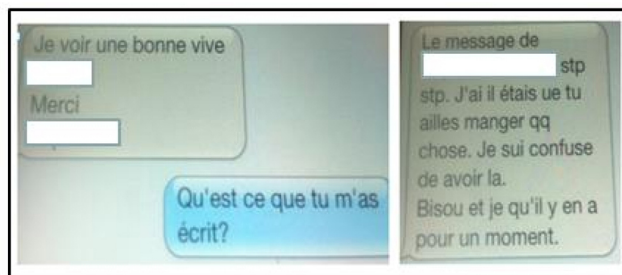 Je voir une bonne vive
Merci
Qu'est ce que tu m'as
écrit?
Le message de
stp
stp. J'ai il étais ue tu
ailles manger qq
chose. Je sui confuse
de avoir la.
Bisou et je qu'il y en a
pour un moment.